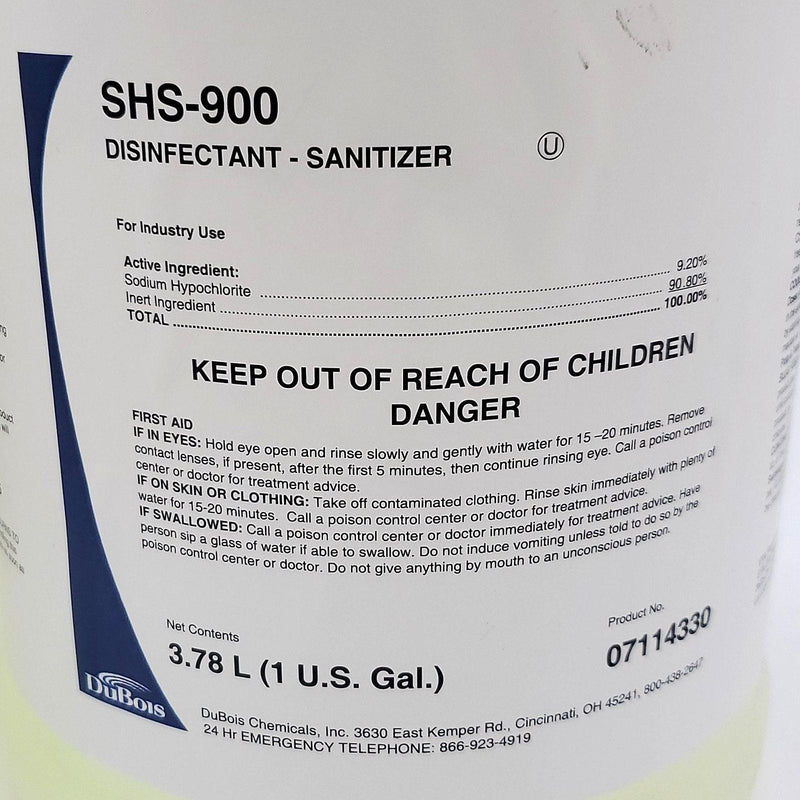 SHS-900
DISINFECTANT - SANITIZER
U
For Industry Use
Active Ingredient:
Sodium Hypochlorite ........ 9.20%
Inert Ingredient ........ 90.80%
TOTAL ........ 100.00%
KEEP OUT OF REACH OF CHILDREN
DANGER
FIRST AID
IF IN EYES: Hold eye open and rinse slowly and gently with water for 15 –20 minutes. Remove
contact lenses, if present, after the first 5 minutes, then continue rinsing eye. Call a poison control
center or doctor for treatment advice.
IF ON SKIN OR CLOTHING: Take off contaminated clothing. Rinse skin immediately with plenty of
water for 15-20 minutes. Call a poison control center or doctor for treatment advice.
IF SWALLOWED: Call a poison control center or doctor immediately for treatment advice. Have
person sip a glass of water if able to swallow. Do not induce vomiting unless told to do so by the
poison control center or doctor. Do not give anything by mouth to an unconscious person.
Net Contents
3.78 L (1 U.S. Gal.)
Product No.
07114330
DuBois
DuBois Chemicals, Inc. 3630 East Kemper Rd., Cincinnati, OH 45241, 800-438-2647
24 Hr EMERGENCY TELEPHONE: 866-923-4919